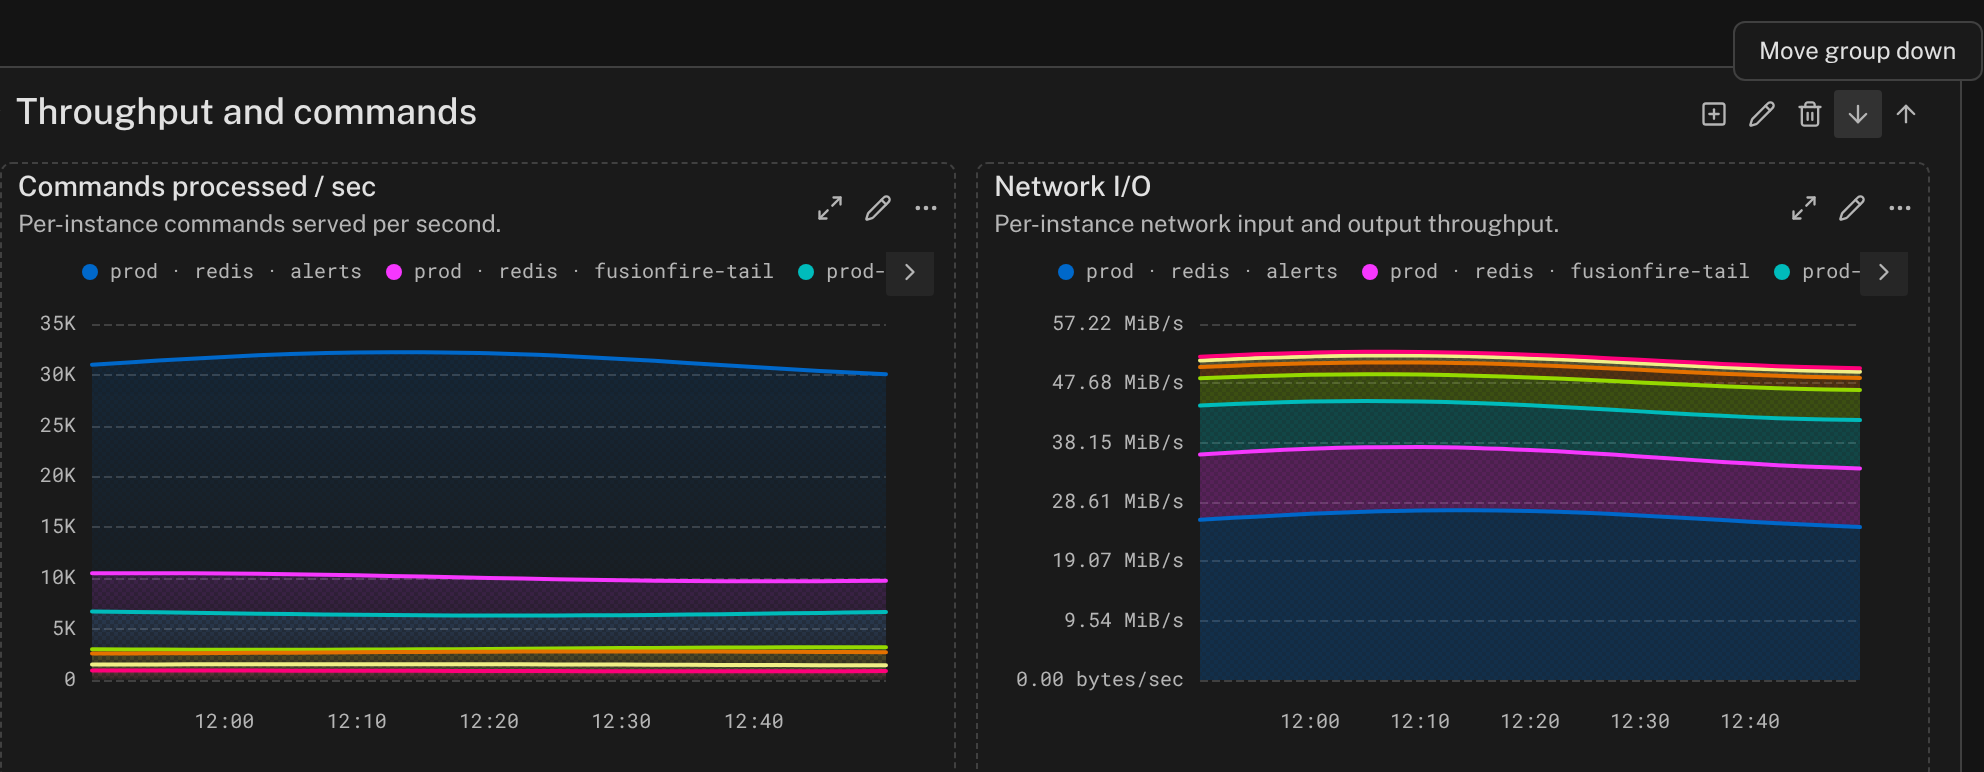 Move group down
Throughput and commands
Commands processed / sec
Per-instance commands served per second.
prod · redis · alerts prod · redis · fusionfire-tail prod-
35K
30K
25K
20K
15K
10K
5K
0
12:00 12:10 12:20 12:30 12:40
Network I/O
Per-instance network input and output throughput.
prod · redis · alerts prod · redis · fusionfire-tail prod-
57.22 MiB/s
47.68 MiB/s
38.15 MiB/s
28.61 MiB/s
19.07 MiB/s
9.54 MiB/s
0.00 bytes/sec
12:00 12:10 12:20 12:30 12:40